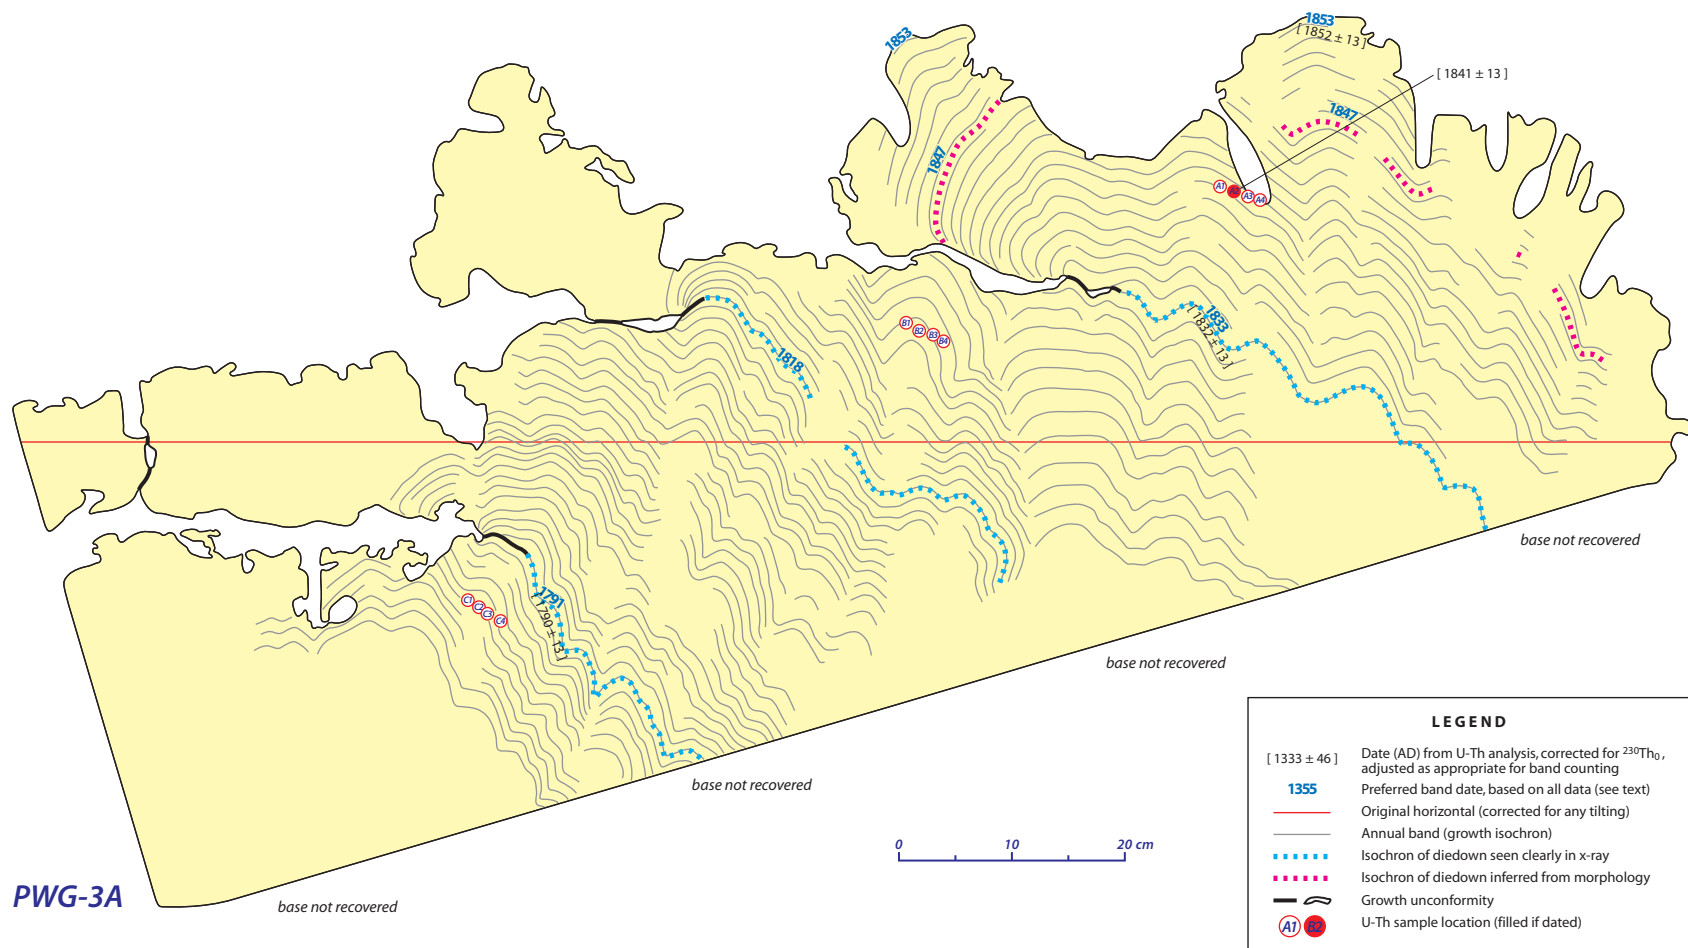 1853
1853
[ 1852 ± 13 ]
[ 1841 ± 13 ]
1847
1847
A1
A2
A3
A4
1833
[ 1832 ± 13 ]
B1
B2
B3
B4
1818
base not recovered
1791
[ 1790 ± 13 ]
C1
C2
C3
C4
base not recovered
base not recovered
base not recovered
PWG-3A
0 10 20 cm
LEGEND
[ 1333 ± 46 ] Date (AD) from U-Th analysis, corrected for ²³⁰Th₀,
adjusted as appropriate for band counting
1355 Preferred band date, based on all data (see text)
Original horizontal (corrected for any tilting)
Annual band (growth isochron)
Isochron of diedown seen clearly in x-ray
Isochron of diedown inferred from morphology
Growth unconformity
A1 B2 U-Th sample location (filled if dated)